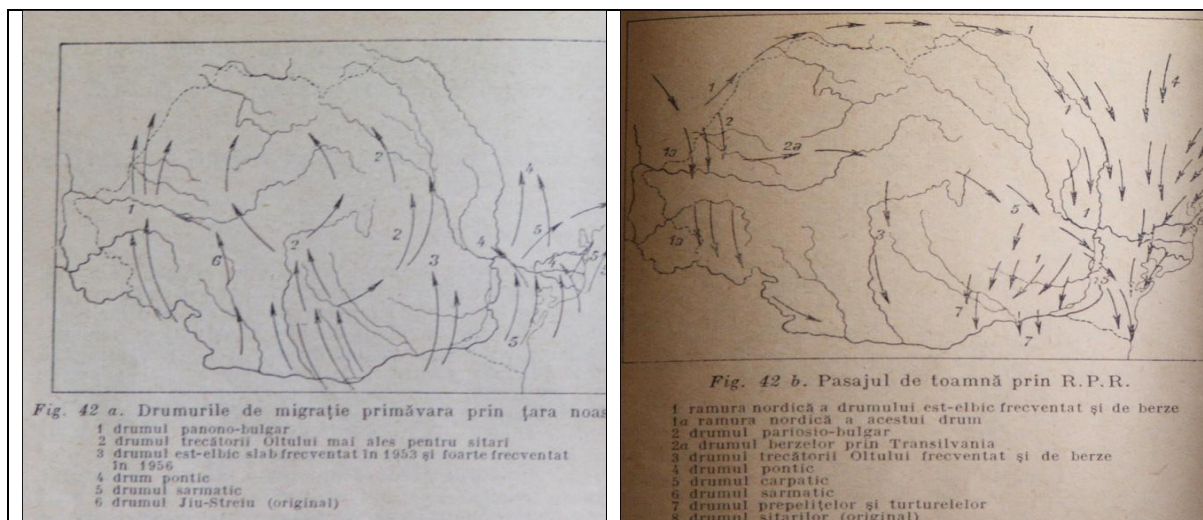 Fig. 42 a. Drumurile de migrație primăvara prin țara noas
1 drumul panono-bulgar
2 drumul trecătorii Oltului mai ales pentru sitari
3 drumul est-elbic slab frecventat în 1953 și foarte frecventat
în 1956
4 drum pontic
5 drumul sarmatic
6 drumul Jiu-Streiu (original)
Fig. 42 b. Pasajul de toamnă prin R.P.R.
1 ramura nordică a drumului est-elbic frecventat și de berze
1a ramura nordică a acestui drum
2 drumul pariosio-bulgar
2a drumul berzelor prin Transilvania
3 drumul trecătorii Oltului frecventat și de berze
4 drumul pontic
5 drumul carpatic
6 drumul sarmatic
7 drumul prepelițelor și turturelelor
8 drumul sitarilor (original)